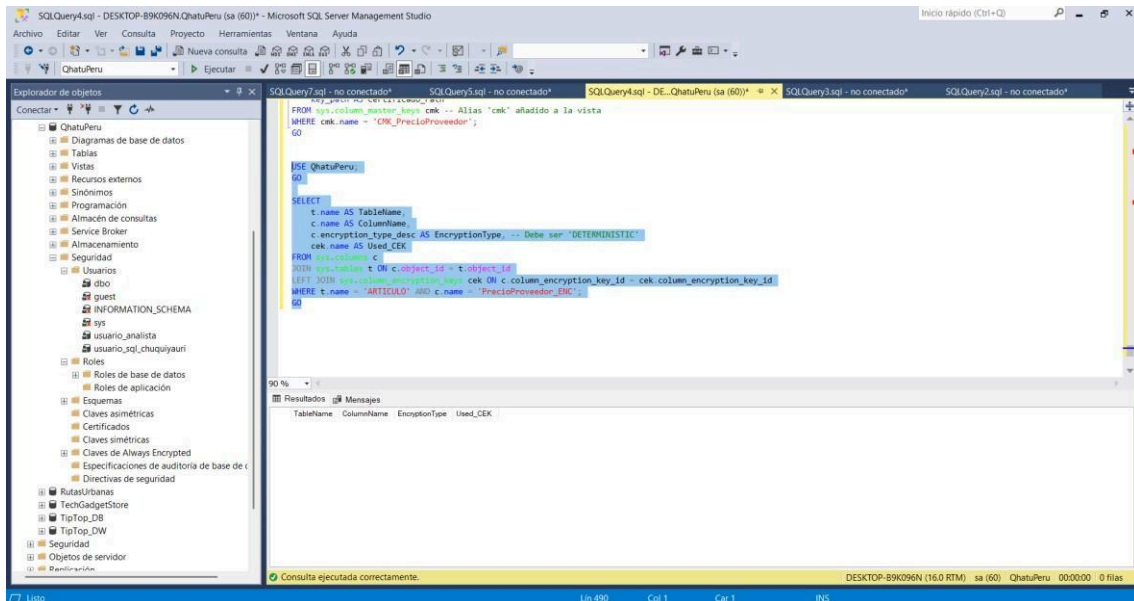 SQLQuery4.sql - DESKTOP-B9K096N.QhatuPeru (sa (60))* - Microsoft SQL Server Management Studio
Inicio rápido (Ctrl+Q)
Archivo Editar Ver Consulta Proyecto Herramientas Ventana Ayuda
Nueva consulta
QhatuPeru
Ejecutar
Explorador de objetos
Conectar
QhatuPeru
Diagramas de base de datos
Tablas
Vistas
Recursos externos
Sinónimos
Programación
Almacén de consultas
Service Broker
Almacenamiento
Seguridad
Usuarios
dbo
guest
INFORMATION_SCHEMA
sys
usuario_analista
usuario_sql_chuquiyauri
Roles
Roles de base de datos
Roles de aplicación
Esquemas
Claves asimétricas
Certificados
Claves simétricas
Claves de Always Encrypted
Especificaciones de auditoría de base de
Directivas de seguridad
RutasUrbanas
TechGadgetStore
TipTop_DB
TipTop_DW
Seguridad
Objetos de servidor
Replicación
SQLQuery7.sql - no conectado* SQLQuery5.sql - no conectado* SQLQuery4.sql - DE...QhatuPeru (sa (60))* SQLQuery3.sql - no conectado* SQLQuery2.sql - no conectado*
key_path AS Certificado_Path
FROM sys.column_master_keys cmk -- Alias 'cmk' añadido a la vista
WHERE cmk.name = 'CMK_PrecioProveedor';
GO
USE QhatuPeru;
GO
SELECT
t.name AS TableName,
c.name AS ColumnName,
c.encryption_type_desc AS EncryptionType, -- Debe ser 'DETERMINISTIC'
cek.name AS Used_CEK
FROM sys.columns c
JOIN sys.tables t ON c.object_id = t.object_id
LEFT JOIN sys.column_encryption_keys cek ON c.column_encryption_key_id = cek.column_encryption_key_id
WHERE t.name = 'ARTICULO' AND c.name = 'PrecioProveedor_ENC';
GO
90 %
Resultados Mensajes
TableName ColumnName EncryptionType Used_CEK
Consulta ejecutada correctamente.
DESKTOP-B9K096N (16.0 RTM) sa (60) QhatuPeru 00:00:00 0 filas
Listo Lín 490 Col 1 Car 1 INS